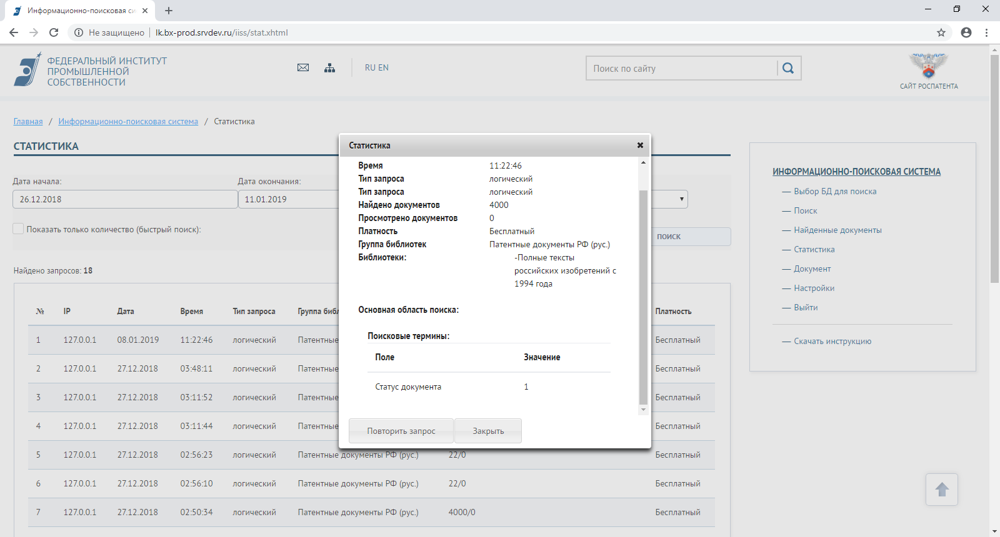 Информационно-поисковая си
Не защищено
lk.bx-prod.srvdev.ru/iiss/stat.xhtml
ФЕДЕРАЛЬНЫЙ ИНСТИТУТ
ПРОМЫШЛЕННОЙ
СОБСТВЕННОСТИ
RU EN
Поиск по сайту
САЙТ РОСПАТЕНТА
Главная / Информационно-поисковая система / Статистика
СТАТИСТИКА
Дата начала:
Дата окончания:
26.12.2018
11.01.2019
Показать только количество (быстрый поиск):
ПОИСК
Найдено запросов: 18
№ IP Дата Время Тип запроса Группа биб Платность
1 127.0.0.1 08.01.2019 11:22:46 логический Патентные Бесплатный
2 127.0.0.1 27.12.2018 03:48:11 логический Патентные Бесплатный
3 127.0.0.1 27.12.2018 03:11:52 логический Патентные Бесплатный
4 127.0.0.1 27.12.2018 03:11:44 логический Патентные Бесплатный
5 127.0.0.1 27.12.2018 02:56:23 логический Патентные документы РФ (рус.) 22/0 Бесплатный
6 127.0.0.1 27.12.2018 02:56:10 логический Патентные документы РФ (рус.) 22/0 Бесплатный
7 127.0.0.1 27.12.2018 02:50:34 логический Патентные документы РФ (рус.) 4000/0 Бесплатный
Статистика
Время 11:22:46
Тип запроса логический
Тип запроса логический
Найдено документов 4000
Просмотрено документов 0
Платность Бесплатный
Группа библиотек Патентные документы РФ (рус.)
Библиотеки: -Полные тексты
российских изобретений с
1994 года
Основная область поиска:
Поисковые термины:
Поле Значение
Статус документа 1
Повторить запрос
Закрыть
ИНФОРМАЦИОННО-ПОИСКОВАЯ СИСТЕМА
— Выбор БД для поиска
— Поиск
— Найденные документы
— Статистика
— Документ
— Настройки
— Выйти
— Скачать инструкцию